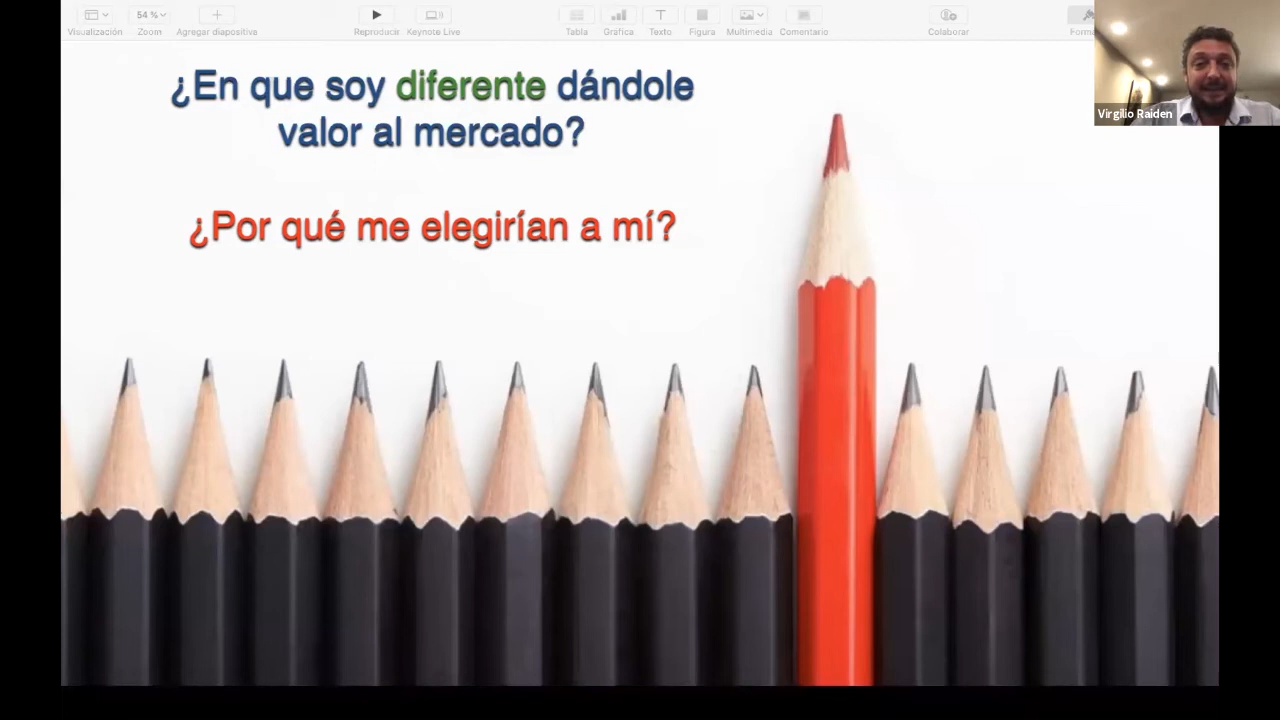 54 %
Visualización Zoom Agregar diapositiva Reproducir Keynote Live Tabla Gráfica Texto Figura Multimedia Comentario Colaborar
¿En que soy diferente dándole
valor al mercado?
¿Por qué me elegirían a mí?
Virgilio Raiden